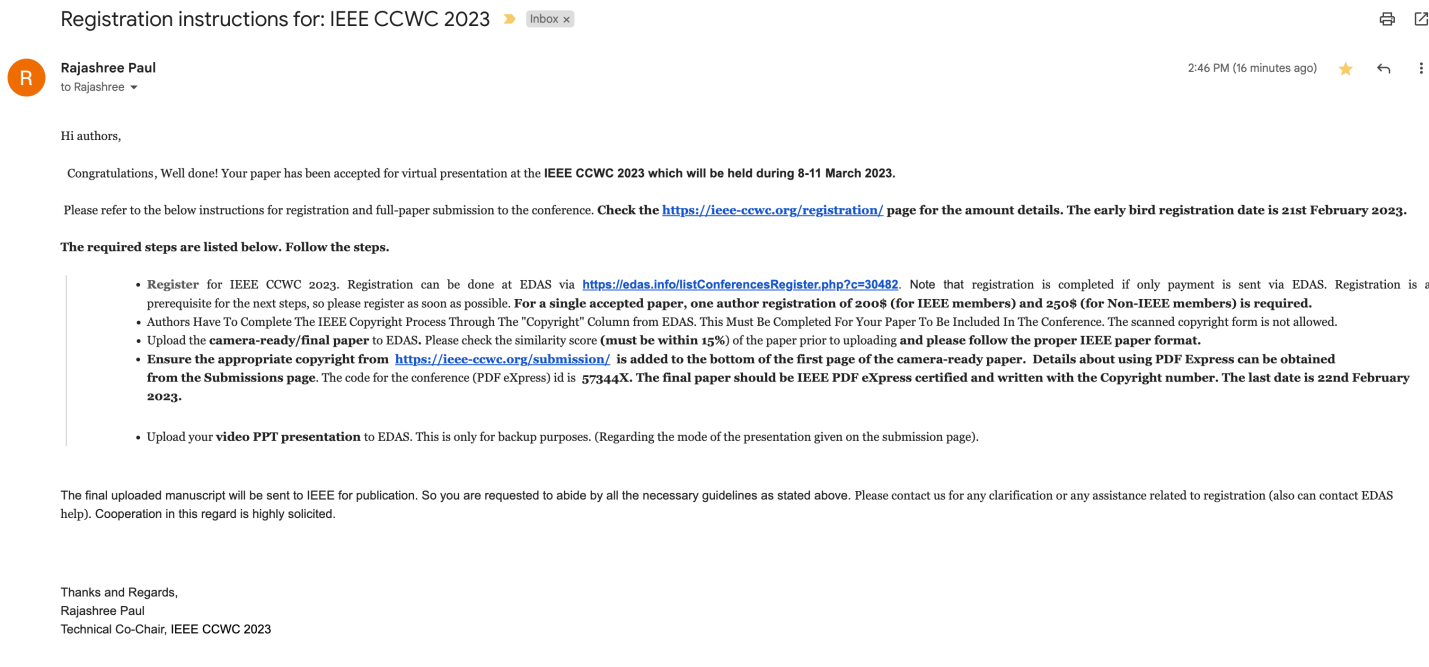 Registration instructions for: IEEE CCWC 2023 Inbox ×
R
Rajashree Paul
2:46 PM (16 minutes ago)
to Rajashree
Hi authors,
Congratulations, Well done! Your paper has been accepted for virtual presentation at the IEEE CCWC 2023 which will be held during 8-11 March 2023.
Please refer to the below instructions for registration and full-paper submission to the conference. Check the https://ieee-ccwc.org/registration/ page for the amount details. The early bird registration date is 21st February 2023.
The required steps are listed below. Follow the steps.
• Register for IEEE CCWC 2023. Registration can be done at EDAS via https://edas.info/listConferencesRegister.php?c=30482. Note that registration is completed if only payment is sent via EDAS. Registration is a
prerequisite for the next steps, so please register as soon as possible. For a single accepted paper, one author registration of 200$ (for IEEE members) and 250$ (for Non-IEEE members) is required.
• Authors Have To Complete The IEEE Copyright Process Through The "Copyright" Column from EDAS. This Must Be Completed For Your Paper To Be Included In The Conference. The scanned copyright form is not allowed.
• Upload the camera-ready/final paper to EDAS. Please check the similarity score (must be within 15%) of the paper prior to uploading and please follow the proper IEEE paper format.
• Ensure the appropriate copyright from https://ieee-ccwc.org/submission/ is added to the bottom of the first page of the camera-ready paper. Details about using PDF Express can be obtained
from the Submissions page. The code for the conference (PDF eXpress) id is 57344X. The final paper should be IEEE PDF eXpress certified and written with the Copyright number. The last date is 22nd February
2023.
• Upload your video PPT presentation to EDAS. This is only for backup purposes. (Regarding the mode of the presentation given on the submission page).
The final uploaded manuscript will be sent to IEEE for publication. So you are requested to abide by all the necessary guidelines as stated above. Please contact us for any clarification or any assistance related to registration (also can contact EDAS
help). Cooperation in this regard is highly solicited.
Thanks and Regards,
Rajashree Paul
Technical Co-Chair, IEEE CCWC 2023